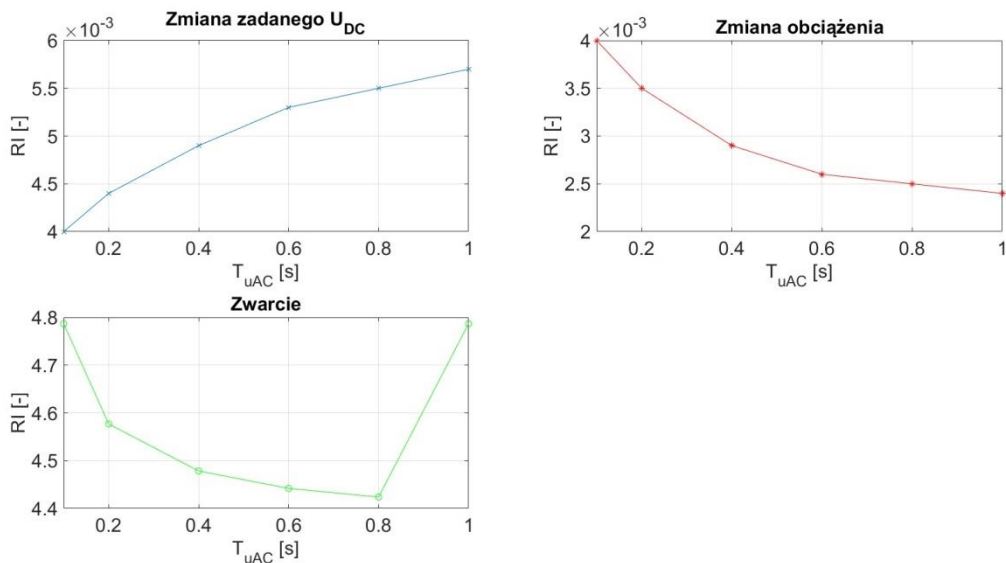 Zmiana zadanego U_DC
6 ×10^-3
5.5
5
4.5
4
RI [-]
0.2 0.4 0.6 0.8 1
T_uAC [s]
Zmiana obciążenia
4 ×10^-3
3.5
3
2.5
2
RI [-]
0.2 0.4 0.6 0.8 1
T_uAC [s]
Zwarcie
4.8
4.7
4.6
4.5
4.4
RI [-]
0.2 0.4 0.6 0.8 1
T_uAC [s]